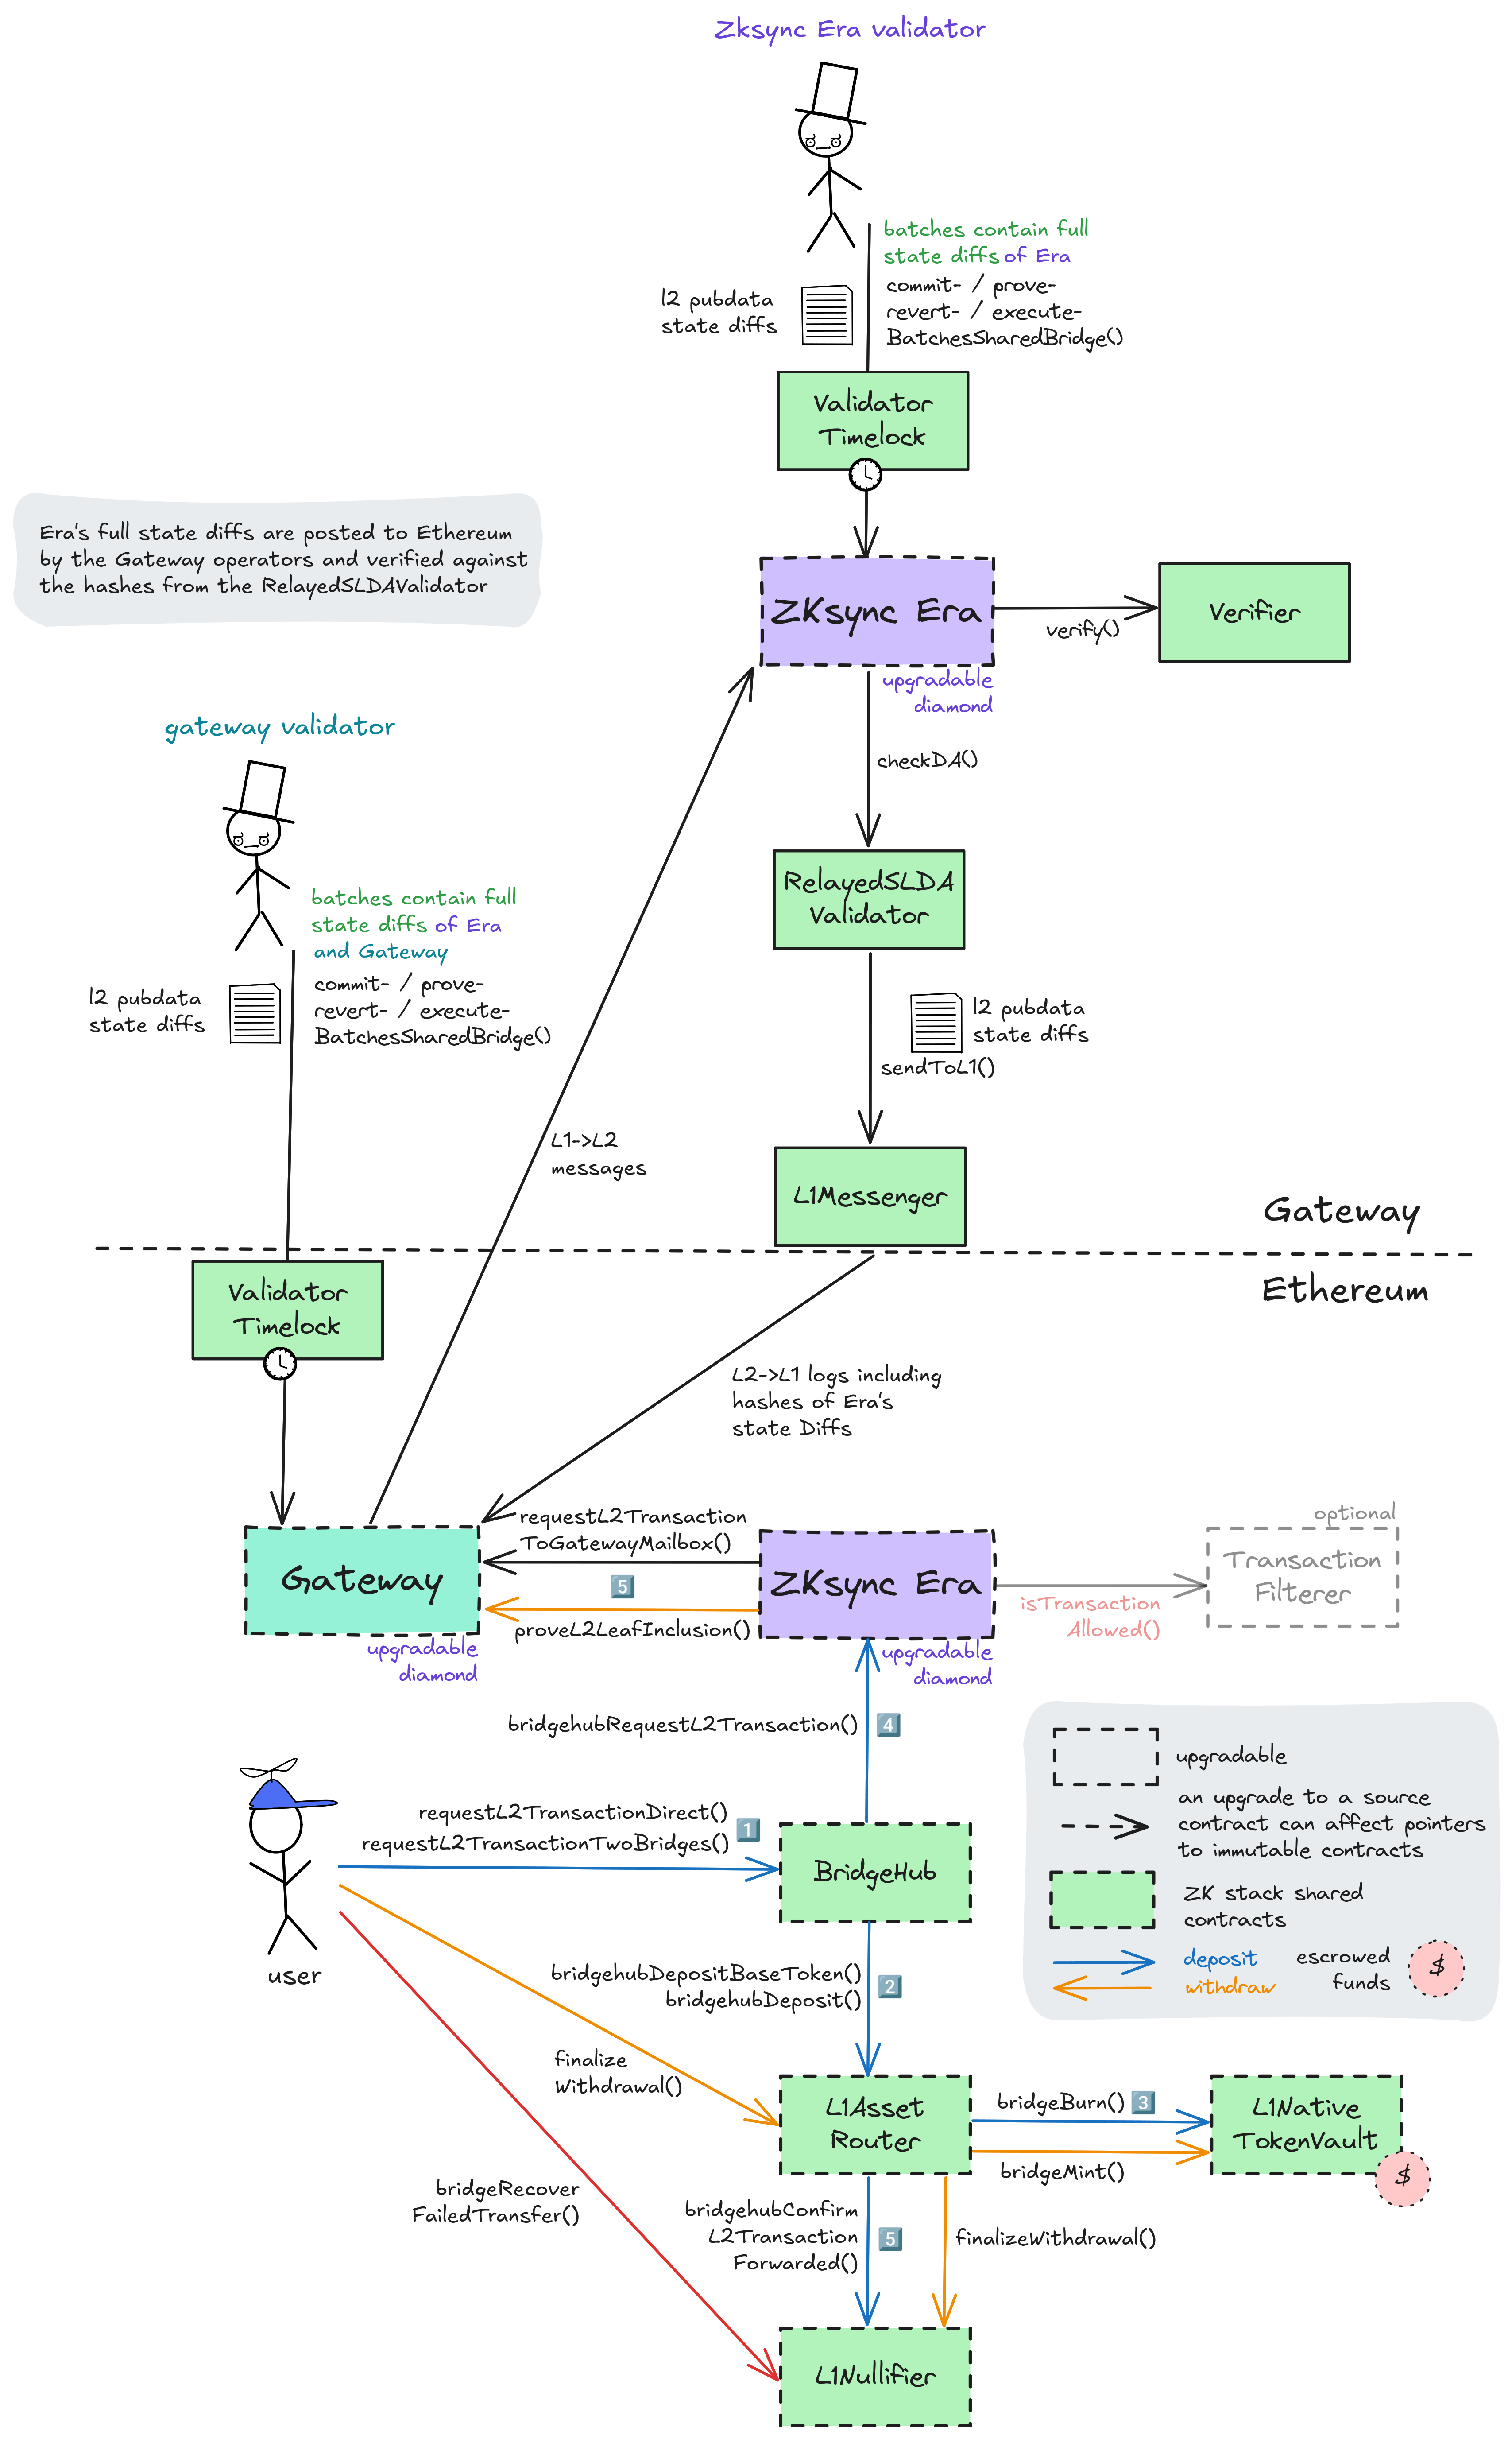 Zksync Era validator
batches contain full
state diffs of Era
commit- / prove-
revert- / execute-
BatchesSharedBridge()
l2 pubdata
state diffs
Validator
Timelock
Era's full state diffs are posted to Ethereum
by the Gateway operators and verified against
the hashes from the RelayedSLDAValidator
ZKsync Era
upgradable
diamond
verify()
Verifier
gateway validator
checkDA()
batches contain full
state diffs of Era
and Gateway
commit- / prove-
revert- / execute-
BatchesSharedBridge()
l2 pubdata
state diffs
RelayedSLDA
Validator
l2 pubdata
state diffs
sendToL1()
L1->L2
messages
L1Messenger
Gateway
Ethereum
Validator
Timelock
L2->L1 logs including
hashes of Era's
state Diffs
Gateway
upgradable
diamond
requestL2Transaction
ToGatewayMailbox()
5
proveL2LeafInclusion()
ZKsync Era
upgradable
diamond
isTransaction
Allowed()
optional
Transaction
Filterer
bridgehubRequestL2Transaction()
4
upgradable
an upgrade to a source
contract can affect pointers
to immutable contracts
ZK stack shared
contracts
deposit
withdraw
escrowed
funds
$
user
requestL2TransactionDirect()
requestL2TransactionTwoBridges()
1
BridgeHub
bridgehubDepositBaseToken()
bridgehubDeposit()
2
finalize
Withdrawal()
L1Asset
Router
bridgeBurn()
3
bridgeMint()
L1Native
TokenVault
$
bridgeRecover
FailedTransfer()
bridgehubConfirm
L2Transaction
Forwarded()
5
finalizeWithdrawal()
L1Nullifier